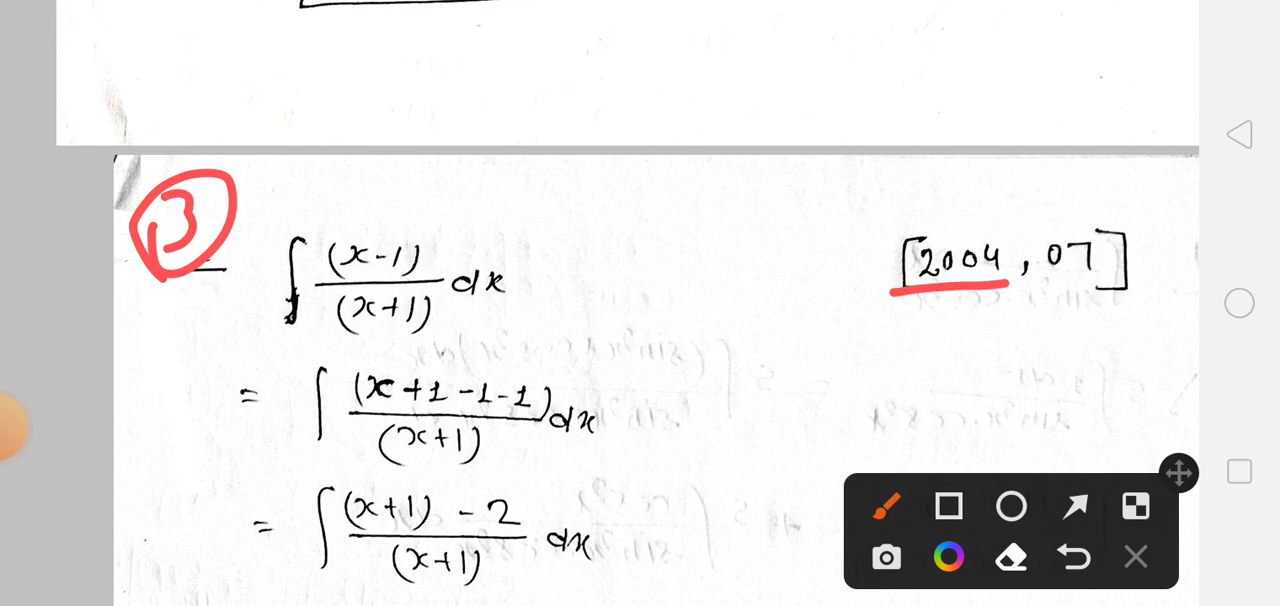 3
∫ (x-1)/(x+1) dx [2004, 07]
= ∫ (x+1-1-1)/(x+1) dx
= ∫ (x+1) -2/(x+1) dx